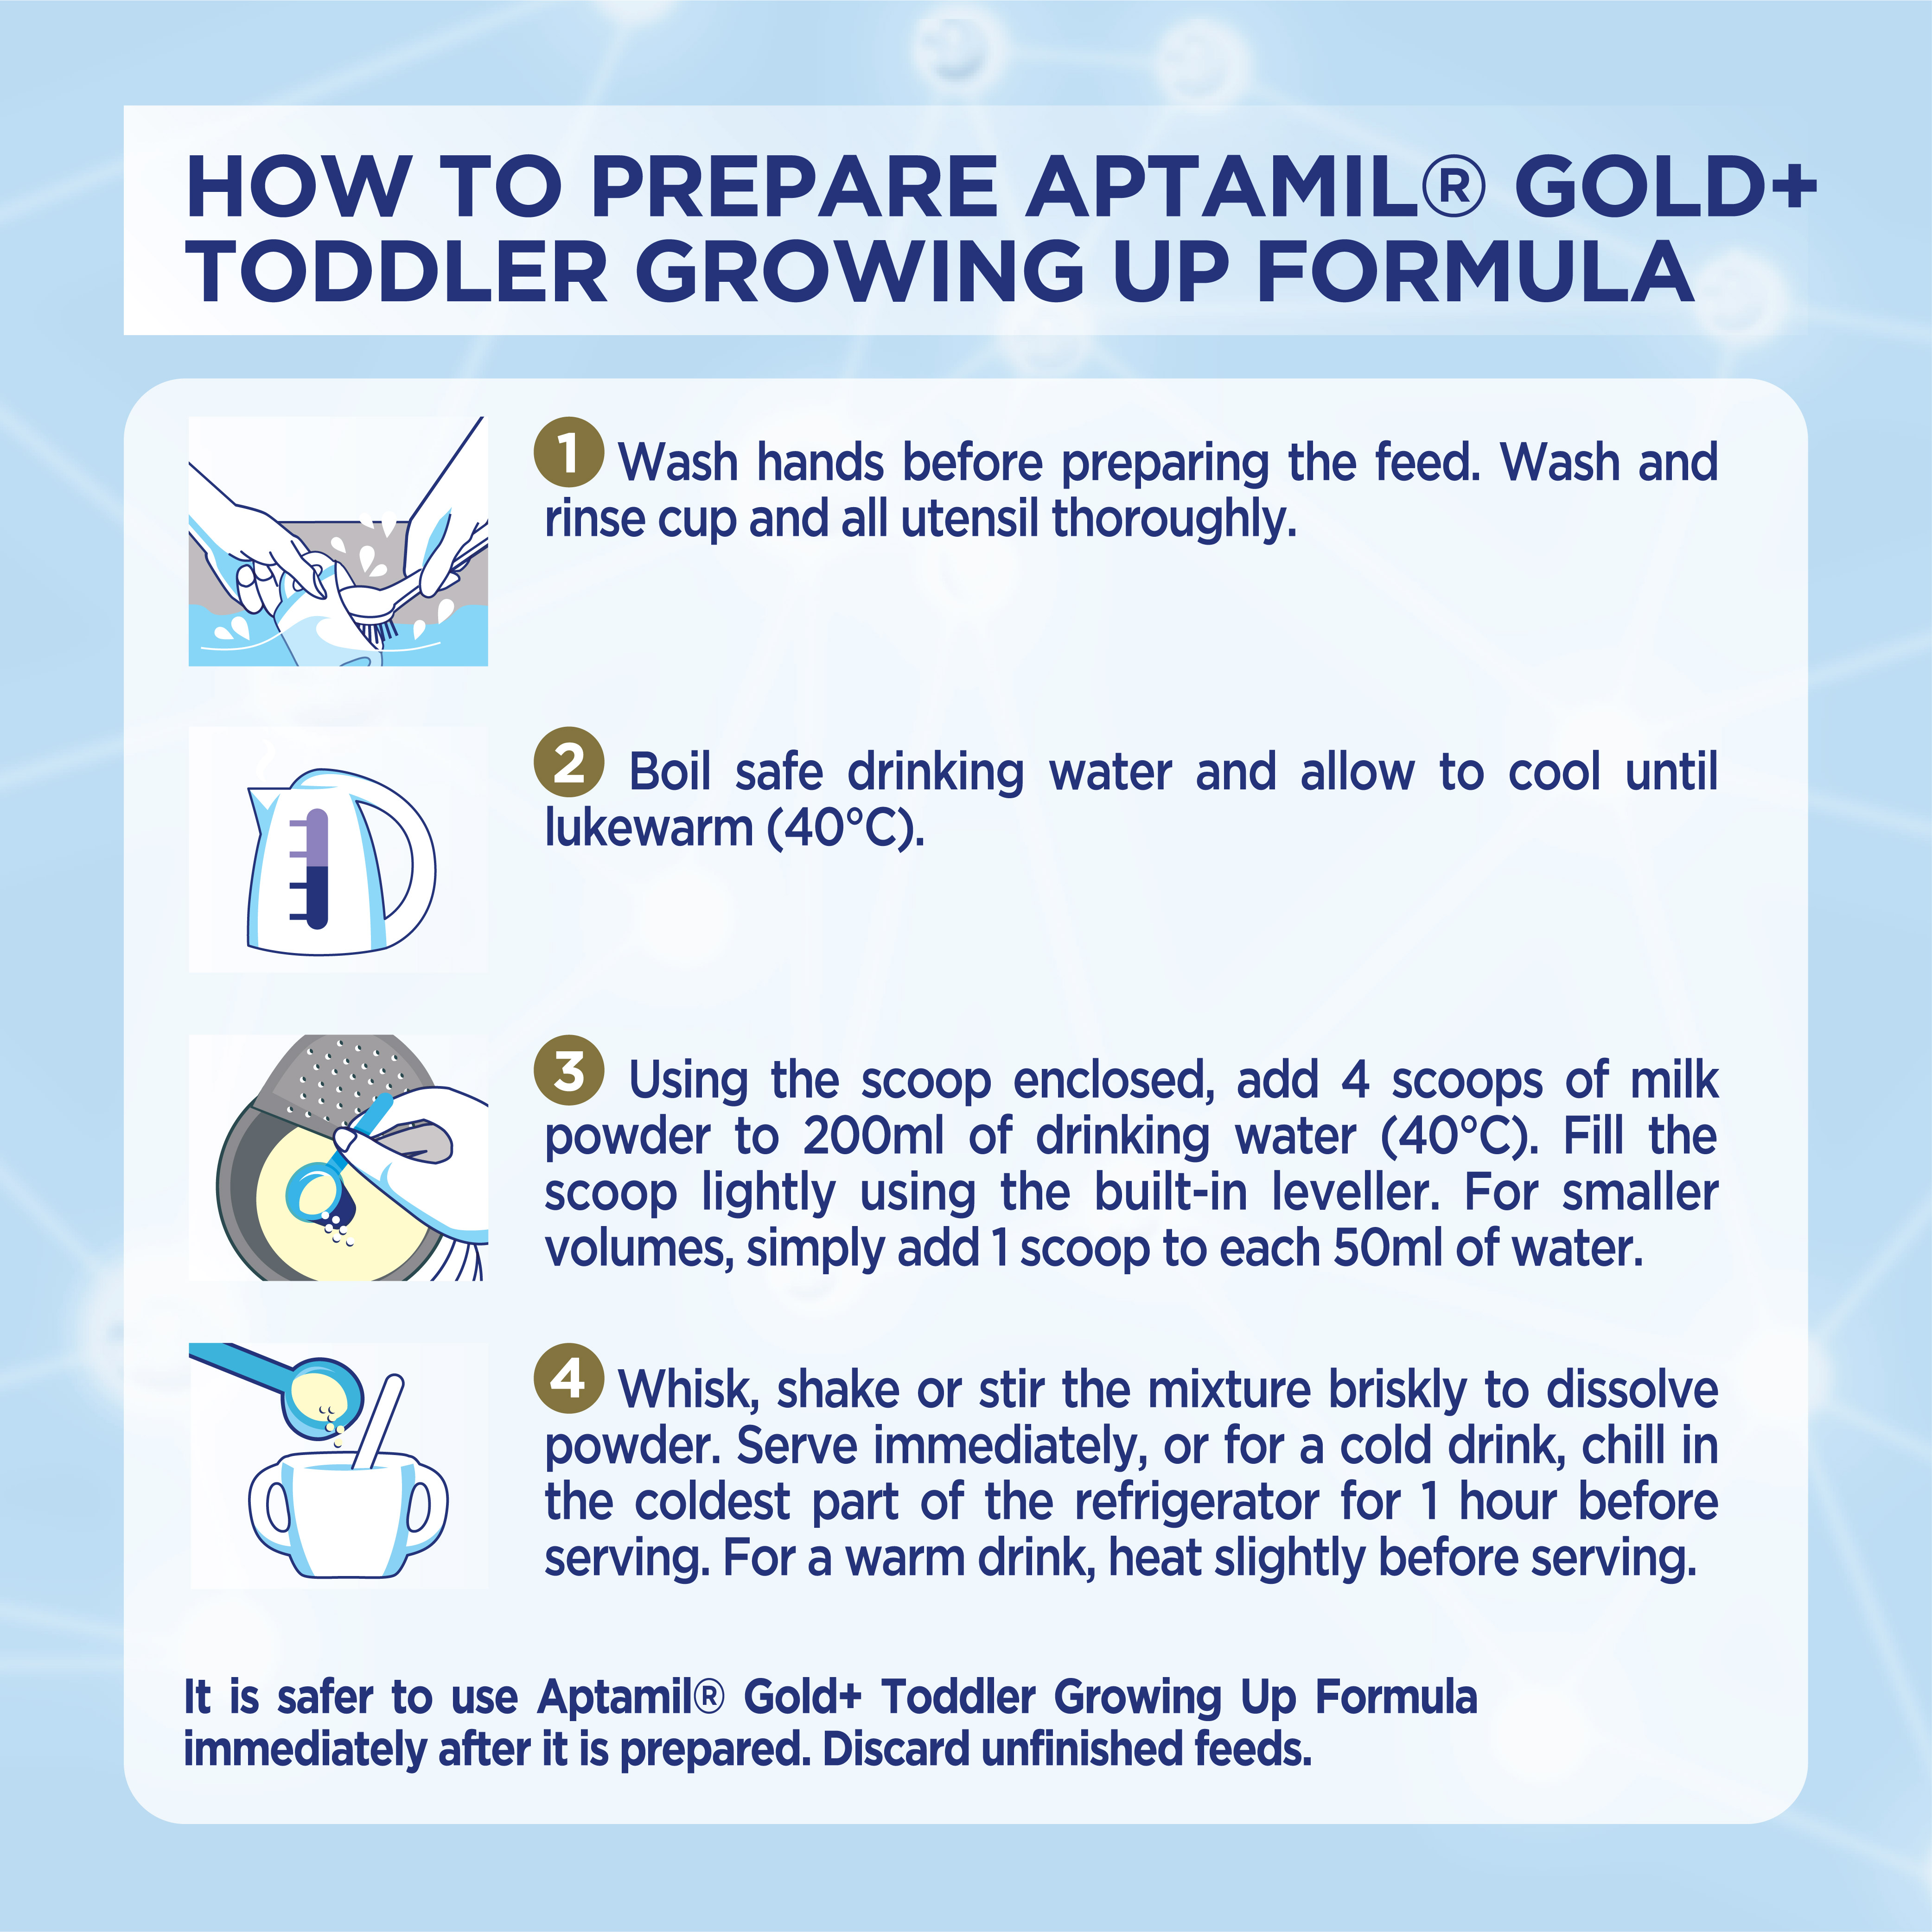 HOW TO PREPARE APTAMIL® GOLD+
TODDLER GROWING UP FORMULA
1 Wash hands before preparing the feed. Wash and
rinse cup and all utensil thoroughly.
2 Boil safe drinking water and allow to cool until
lukewarm (40°C).
3 Using the scoop enclosed, add 4 scoops of milk
powder to 200ml of drinking water (40°C). Fill the
scoop lightly using the built-in leveller. For smaller
volumes, simply add 1 scoop to each 50ml of water.
4 Whisk, shake or stir the mixture briskly to dissolve
powder. Serve immediately, or for a cold drink, chill in
the coldest part of the refrigerator for 1 hour before
serving. For a warm drink, heat slightly before serving.
It is safer to use Aptamil® Gold+ Toddler Growing Up Formula
immediately after it is prepared. Discard unfinished feeds.